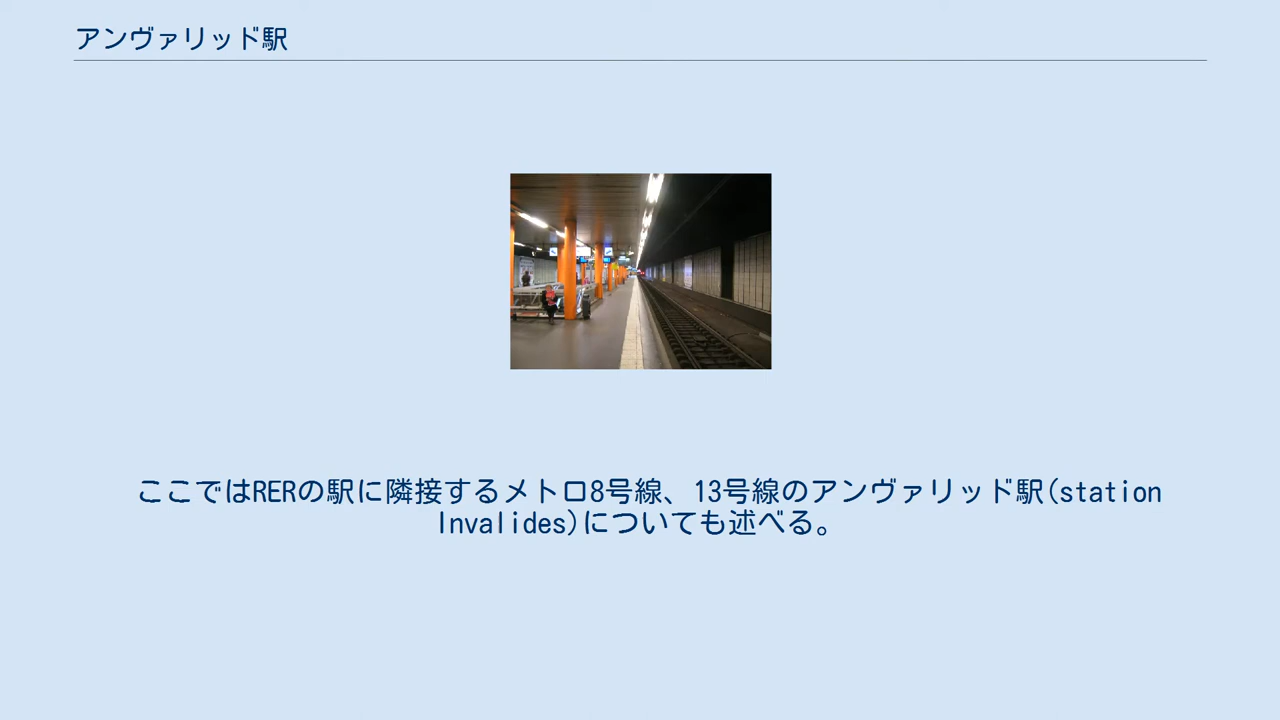 アンヴァリッド駅
ここではRERの駅に隣接するメトロ8号線、13号線のアンヴァリッド駅(station
Invalides)についても述べる。